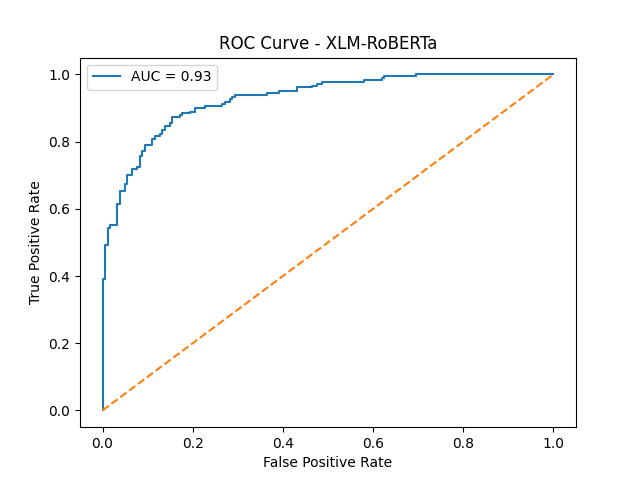 ROC Curve - XLM-RoBERTa
AUC = 0.93
True Positive Rate
1.0
0.8
0.6
0.4
0.2
0.0
0.0 0.2 0.4 0.6 0.8 1.0
False Positive Rate